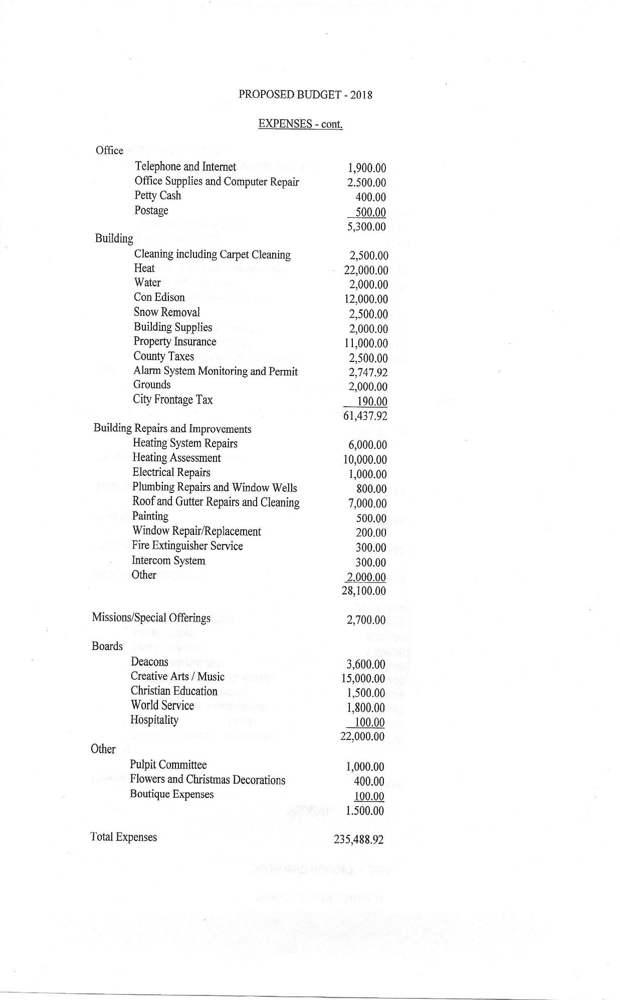 PROPOSED BUDGET - 2018
EXPENSES - cont.
Office
Telephone and Internet 1,900.00
Office Supplies and Computer Repair 2.500.00
Petty Cash 400.00
Postage 500.00
5,300.00
Building
Cleaning including Carpet Cleaning 2,500.00
Heat 22,000.00
Water 2,000.00
Con Edison 12,000.00
Snow Removal 2,500.00
Building Supplies 2,000.00
Property Insurance 11,000.00
County Taxes 2,500.00
Alarm System Monitoring and Permit 2,747.92
Grounds 2,000.00
City Frontage Tax 190.00
61,437.92
Building Repairs and Improvements
Heating System Repairs 6,000.00
Heating Assessment 10,000.00
Electrical Repairs 1,000.00
Plumbing Repairs and Window Wells 800.00
Roof and Gutter Repairs and Cleaning 7,000.00
Painting 500.00
Window Repair/Replacement 200.00
Fire Extinguisher Service 300.00
Intercom System 300.00
Other 2,000.00
28,100.00
Missions/Special Offerings 2,700.00
Boards
Deacons 3,600.00
Creative Arts / Music 15,000.00
Christian Education 1,500.00
World Service 1,800.00
Hospitality 100.00
22,000.00
Other
Pulpit Committee 1,000.00
Flowers and Christmas Decorations 400.00
Boutique Expenses 100.00
1.500.00
Total Expenses 235,488.92